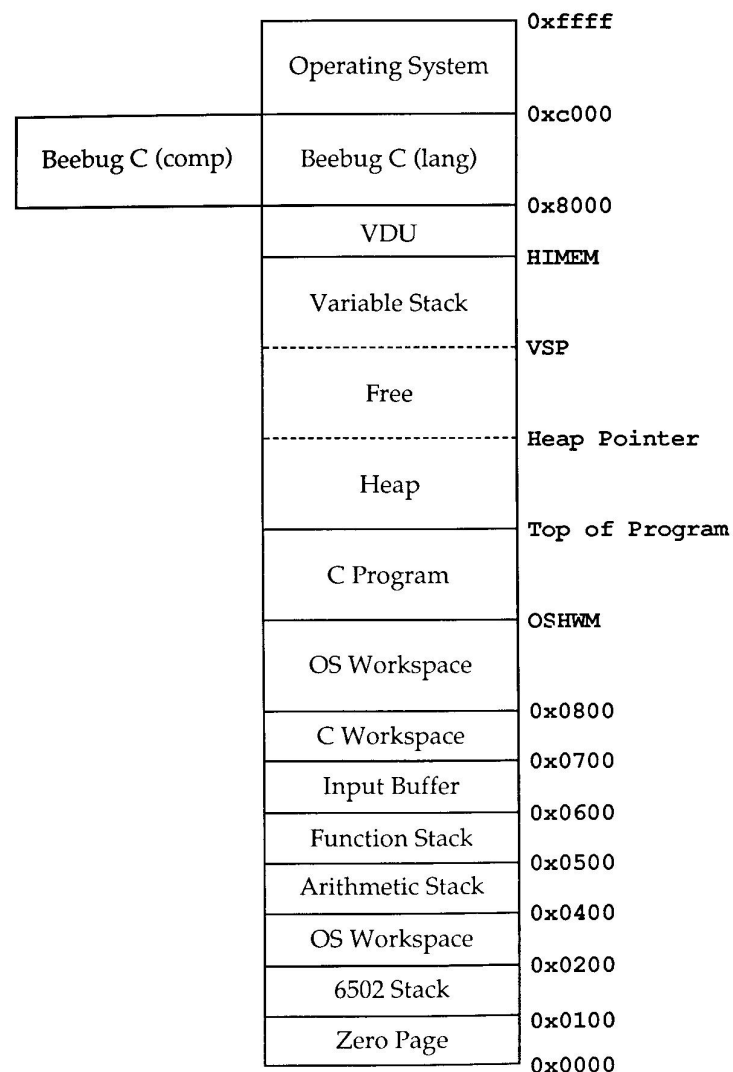 0xffff
Operating System
0xc000
Beebug C (comp)
Beebug C (lang)
0x8000
VDU
HIMEM
Variable Stack
VSP
Free
Heap Pointer
Heap
Top of Program
C Program
OSHWM
OS Workspace
0x0800
C Workspace
0x0700
Input Buffer
0x0600
Function Stack
0x0500
Arithmetic Stack
0x0400
OS Workspace
0x0200
6502 Stack
0x0100
Zero Page
0x0000